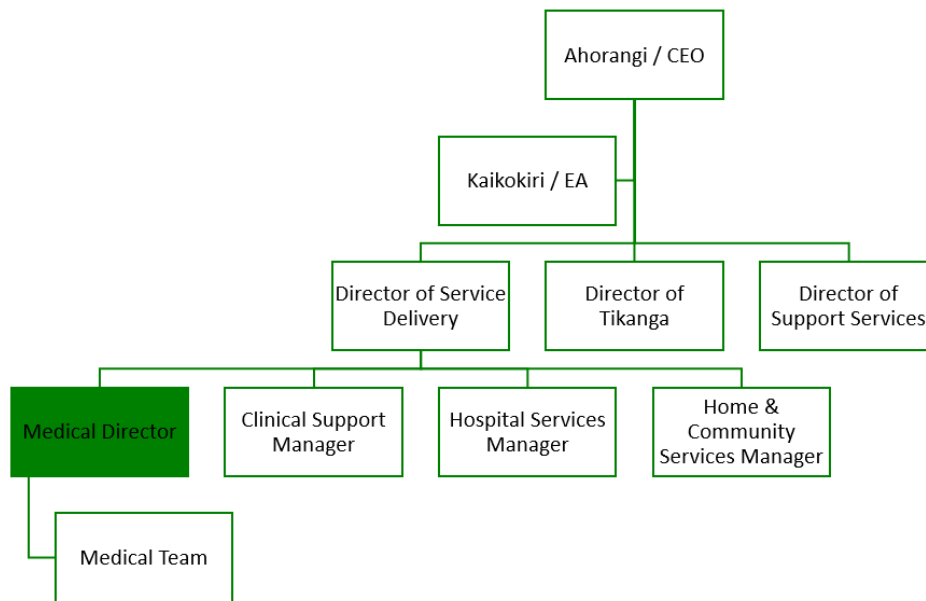 Ahorangi / CEO
Kaikokiri / EA
Director of Service
Delivery
Director of
Tikanga
Director of
Support Services
Medical Director
Clinical Support
Manager
Hospital Services
Manager
Home &
Community
Services Manager
Medical Team